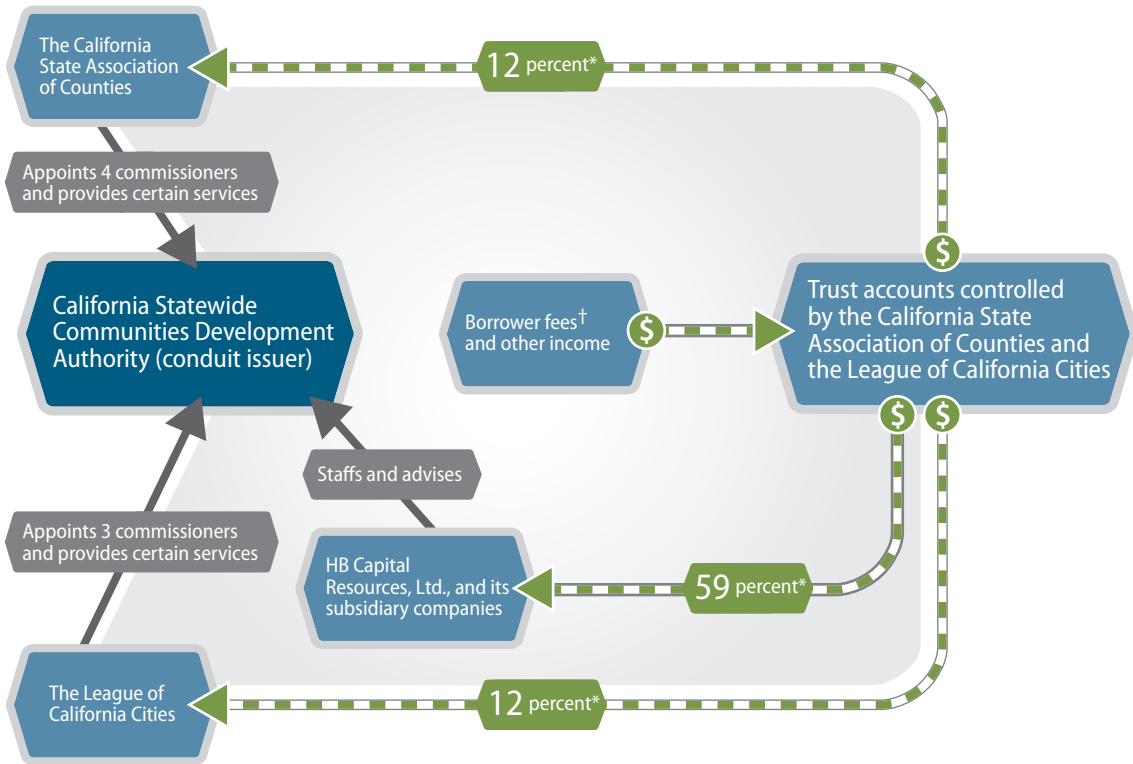 The California
State Association
of Counties
12 percent*
Appoints 4 commissioners
and provides certain services
California Statewide
Communities Development
Authority (conduit issuer)
Borrower fees†
and other income
$
$
Trust accounts controlled
by the California State
Association of Counties and
the League of California Cities
$
$
Staffs and advises
Appoints 3 commissioners
and provides certain services
HB Capital
Resources, Ltd., and its
subsidiary companies
59 percent*
The League of
California Cities
12 percent*